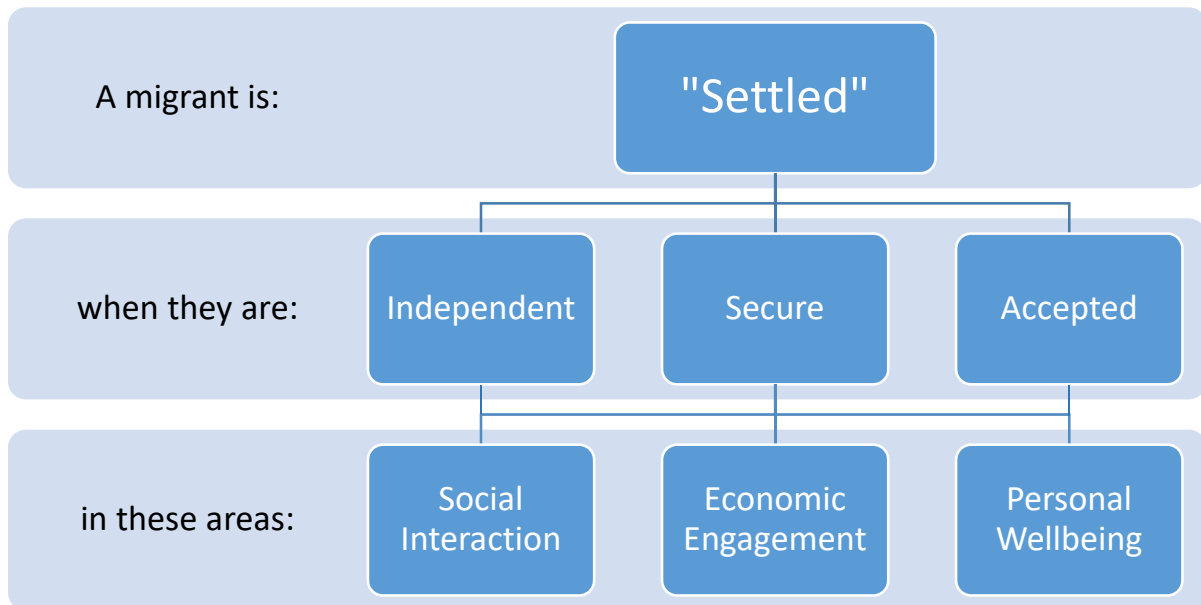 A migrant is:
"Settled"
when they are:
Independent
Secure
Accepted
in these areas:
Social
Interaction
Economic
Engagement
Personal
Wellbeing